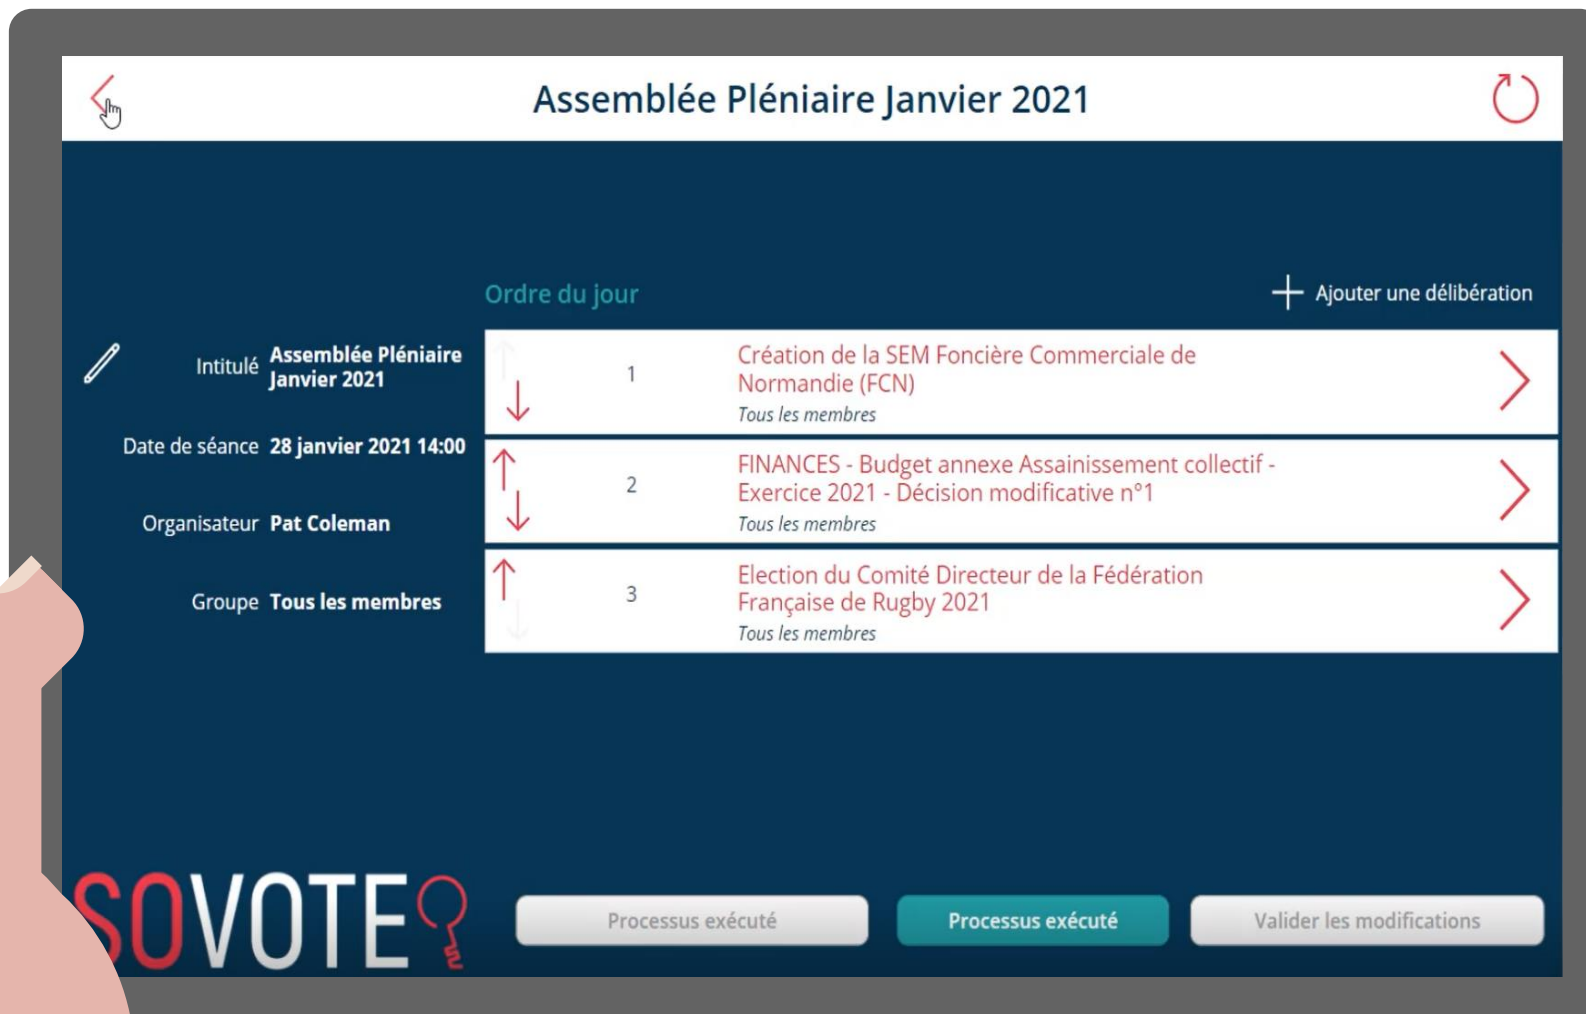 Assemblée Pléniaire Janvier 2021
Ordre du jour
Ajouter une délibération
Intitulé Assemblée Pléniaire
Janvier 2021
Date de séance 28 janvier 2021 14:00
Organisateur Pat Coleman
Groupe Tous les membres
1
Création de la SEM Foncière Commerciale de
Normandie (FCN)
Tous les membres
2
FINANCES - Budget annexe Assainissement collectif -
Exercice 2021 - Décision modificative n°1
Tous les membres
3
Election du Comité Directeur de la Fédération
Française de Rugby 2021
Tous les membres
SOVOTE
Processus exécuté
Processus exécuté
Valider les modifications